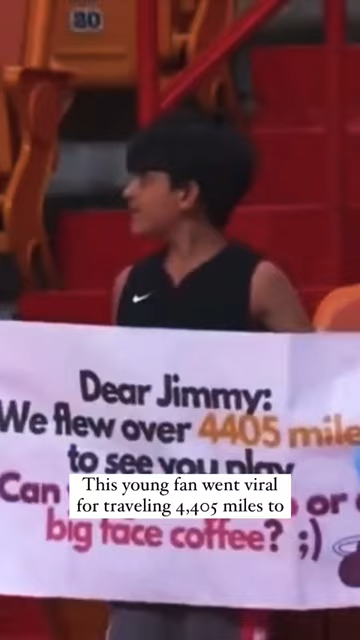 20
Dear Jimmy:
We flew over 4405 mile
to see you play
Can or
big face coffee? ;)
This young fan went viral
for traveling 4,405 miles to